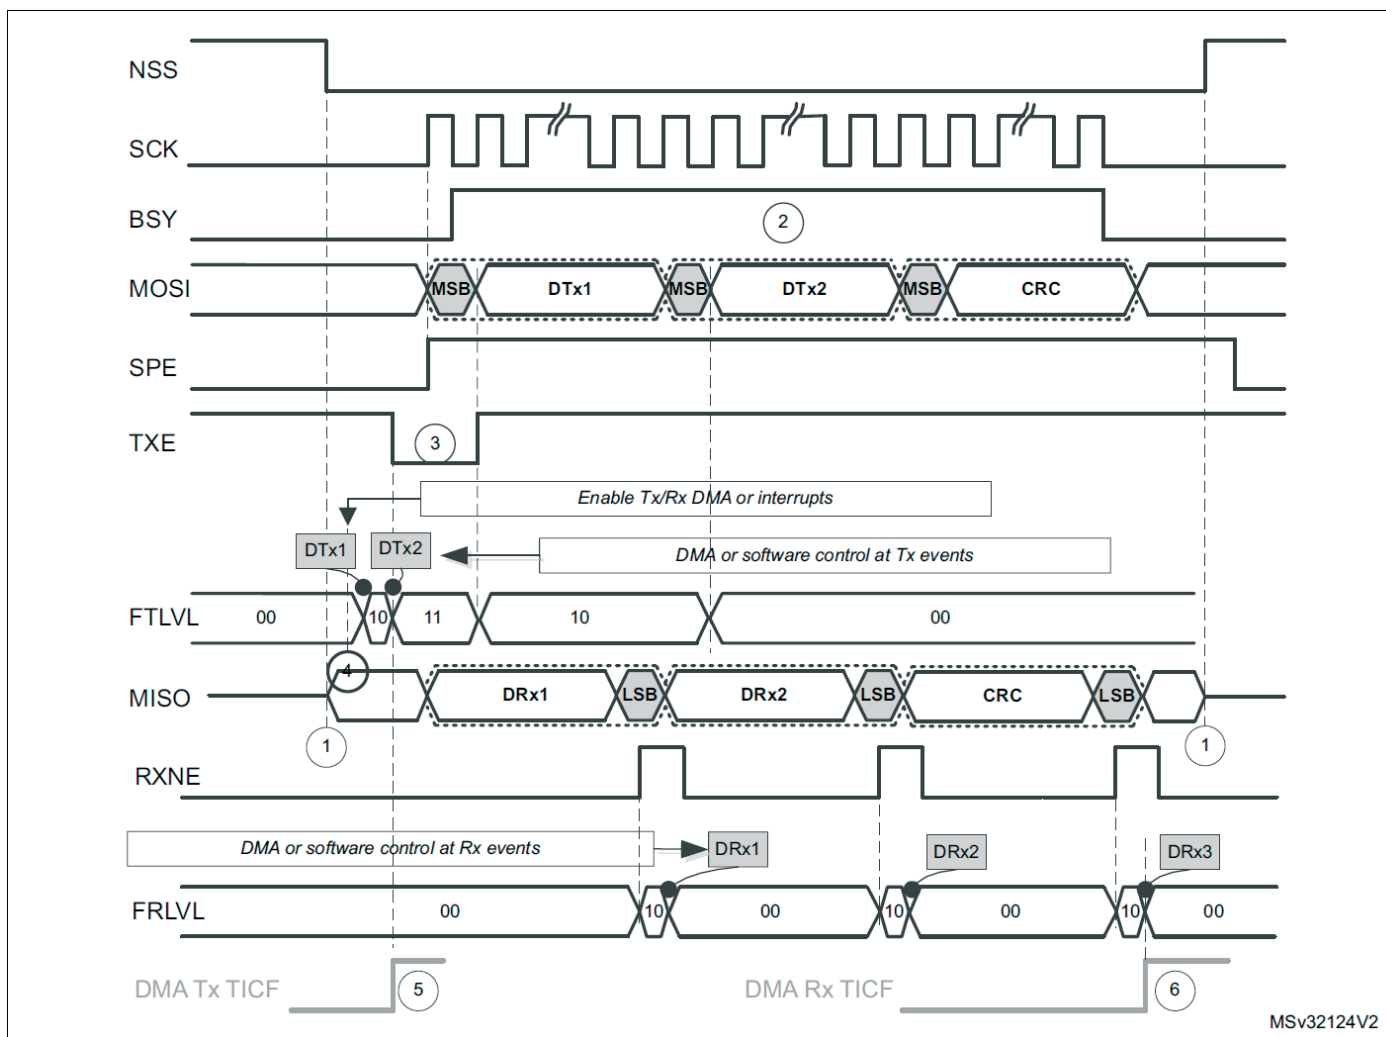 NSS
SCK
BSY
2
MOSI
MSB DTx1 MSB DTx2 MSB CRC
SPE
TXE
3
Enable Tx/Rx DMA or interrupts
DTx1 DTx2
DMA or software control at Tx events
FTLVL
00 10 11 10 00
4
MISO
DRx1 LSB DRx2 LSB CRC LSB
1 1
RXNE
DMA or software control at Rx events
DRx1 DRx2 DRx3
FRLVL
00 10 00 10 00 10 00
DMA Tx TICF 5 DMA Rx TICF 6
MSv32124V2